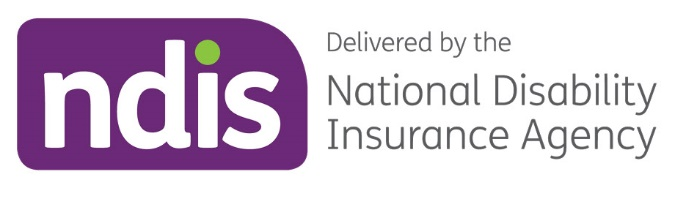 ndis
Delivered by the
National Disability
Insurance Agency